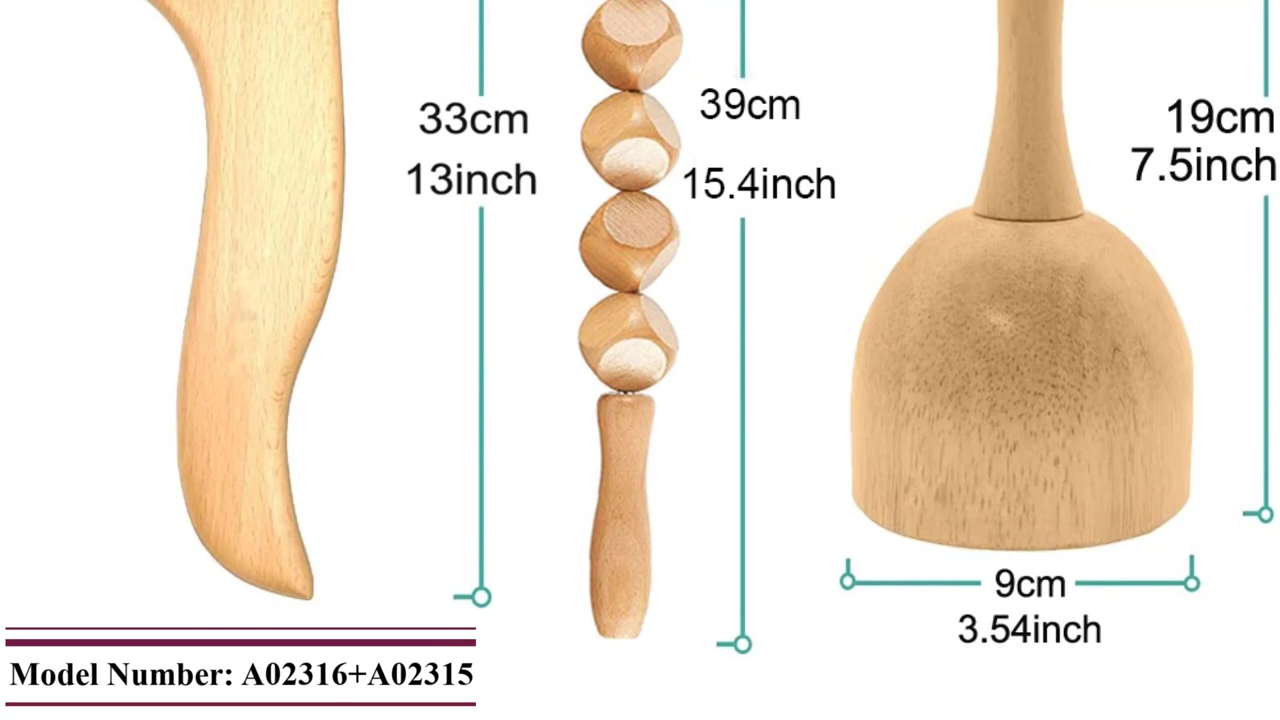 33cm
13inch
39cm
15.4inch
19cm
7.5inch
9cm
3.54inch
Model Number: A02316+A02315